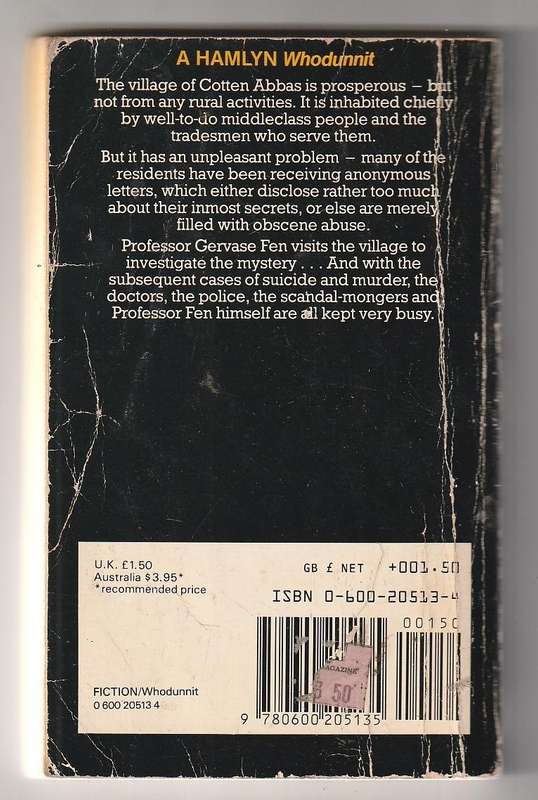 A HAMLYN Whodunnit
The village of Cotten Abbas is prosperous – but
not from any rural activities. It is inhabited chiefly
by well-to-do middleclass people and the
tradesmen who serve them.
But it has an unpleasant problem – many of the
residents have been receiving anonymous
letters, which either disclose rather too much
about their inmost secrets, or else are merely
filled with obscene abuse.
Professor Gervase Fen visits the village to
investigate the mystery . . . And with the
subsequent cases of suicide and murder, the
doctors, the police, the scandal-mongers and
Professor Fen himself are all kept very busy.
U.K. £1.50
Australia $3.95*
*recommended price
GB £ NET +001.50
ISBN 0-600-20513-4
00150
MAGAZINE
50
FICTION/Whodunnit
0 600 20513 4
9 780600 205135